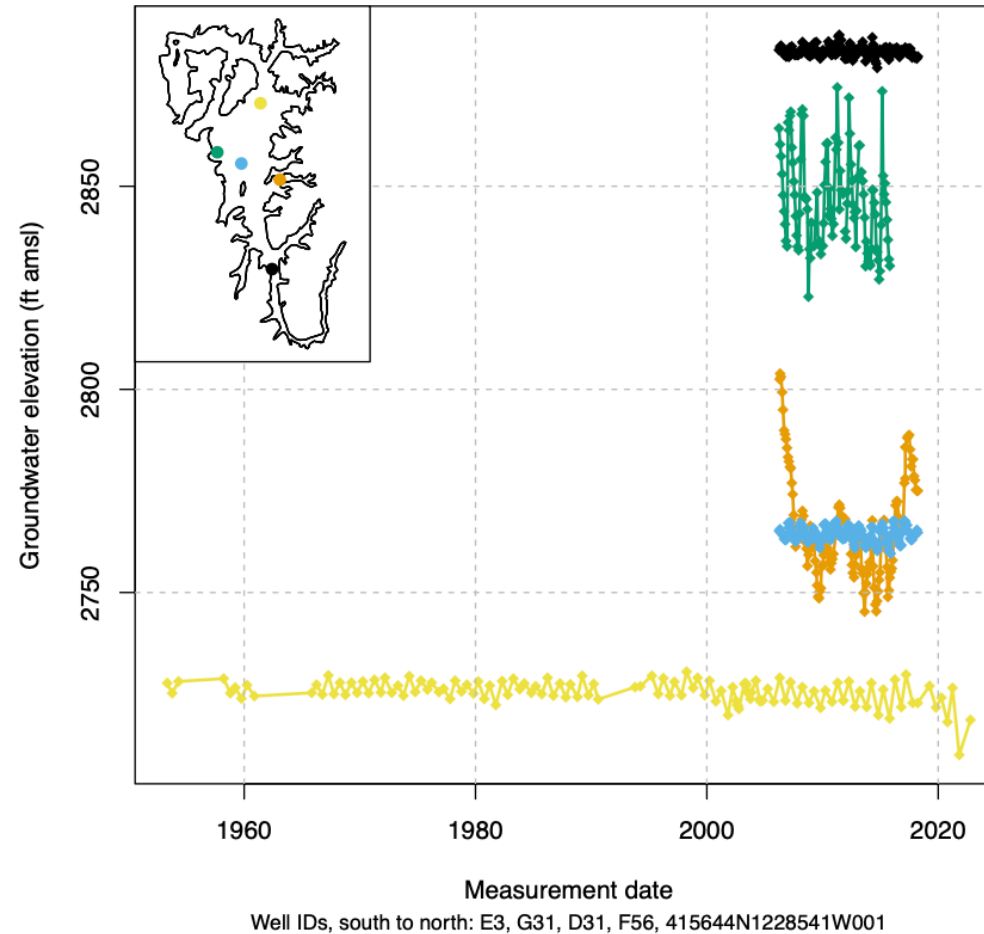 Groundwater elevation (ft amsl)
2850
2800
2750
1960
1980
2000
2020
Measurement date
Well IDs, south to north: E3, G31, D31, F56, 415644N1228541W001